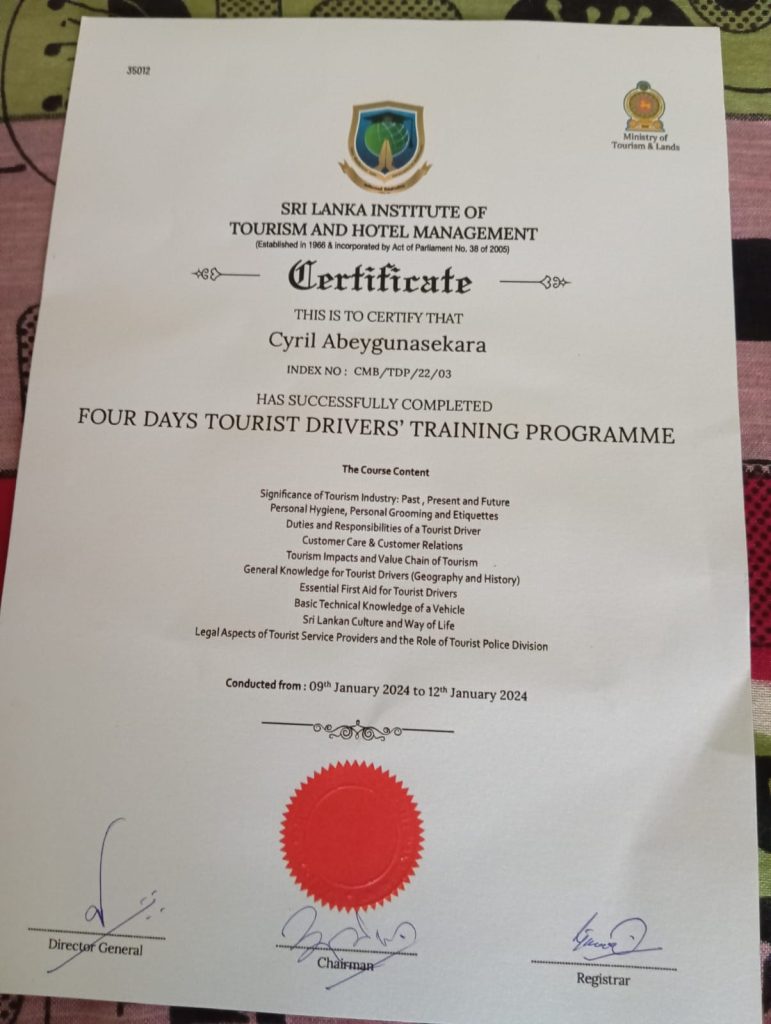 35012
Ministry of
Tourism & Lands
SRI LANKA INSTITUTE OF
TOURISM AND HOTEL MANAGEMENT
(Established in 1966 & incorporated by Act of Parliament No. 38 of 2005)
Certificate
THIS IS TO CERTIFY THAT
Cyril Abeygunasekara
INDEX NO : CMB/TDP/22/03
HAS SUCCESSFULLY COMPLETED
FOUR DAYS TOURIST DRIVERS' TRAINING PROGRAMME
The Course Content
Significance of Tourism Industry: Past , Present and Future
Personal Hygiene, Personal Grooming and Etiquettes
Duties and Responsibilities of a Tourist Driver
Customer Care & Customer Relations
Tourism Impacts and Value Chain of Tourism
General Knowledge for Tourist Drivers (Geography and History)
Essential First Aid for Tourist Drivers
Basic Technical Knowledge of a Vehicle
Sri Lankan Culture and Way of Life
Legal Aspects of Tourist Service Providers and the Role of Tourist Police Division
Conducted from : 09th January 2024 to 12th January 2024
Director General
Chairman
Registrar